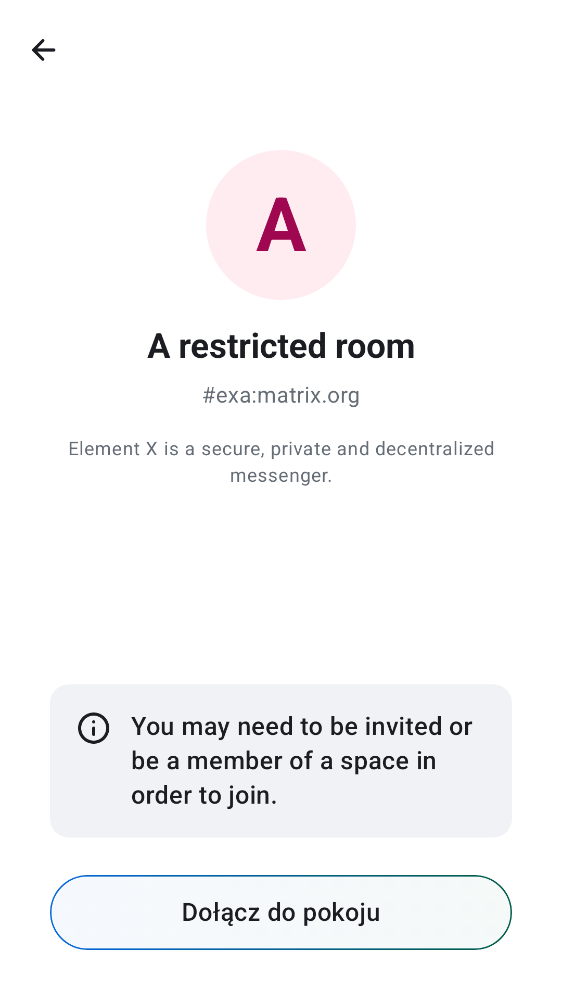 A
A restricted room
#exa:matrix.org
Element X is a secure, private and decentralized
messenger.
You may need to be invited or
be a member of a space in
order to join.
Dołącz do pokoju